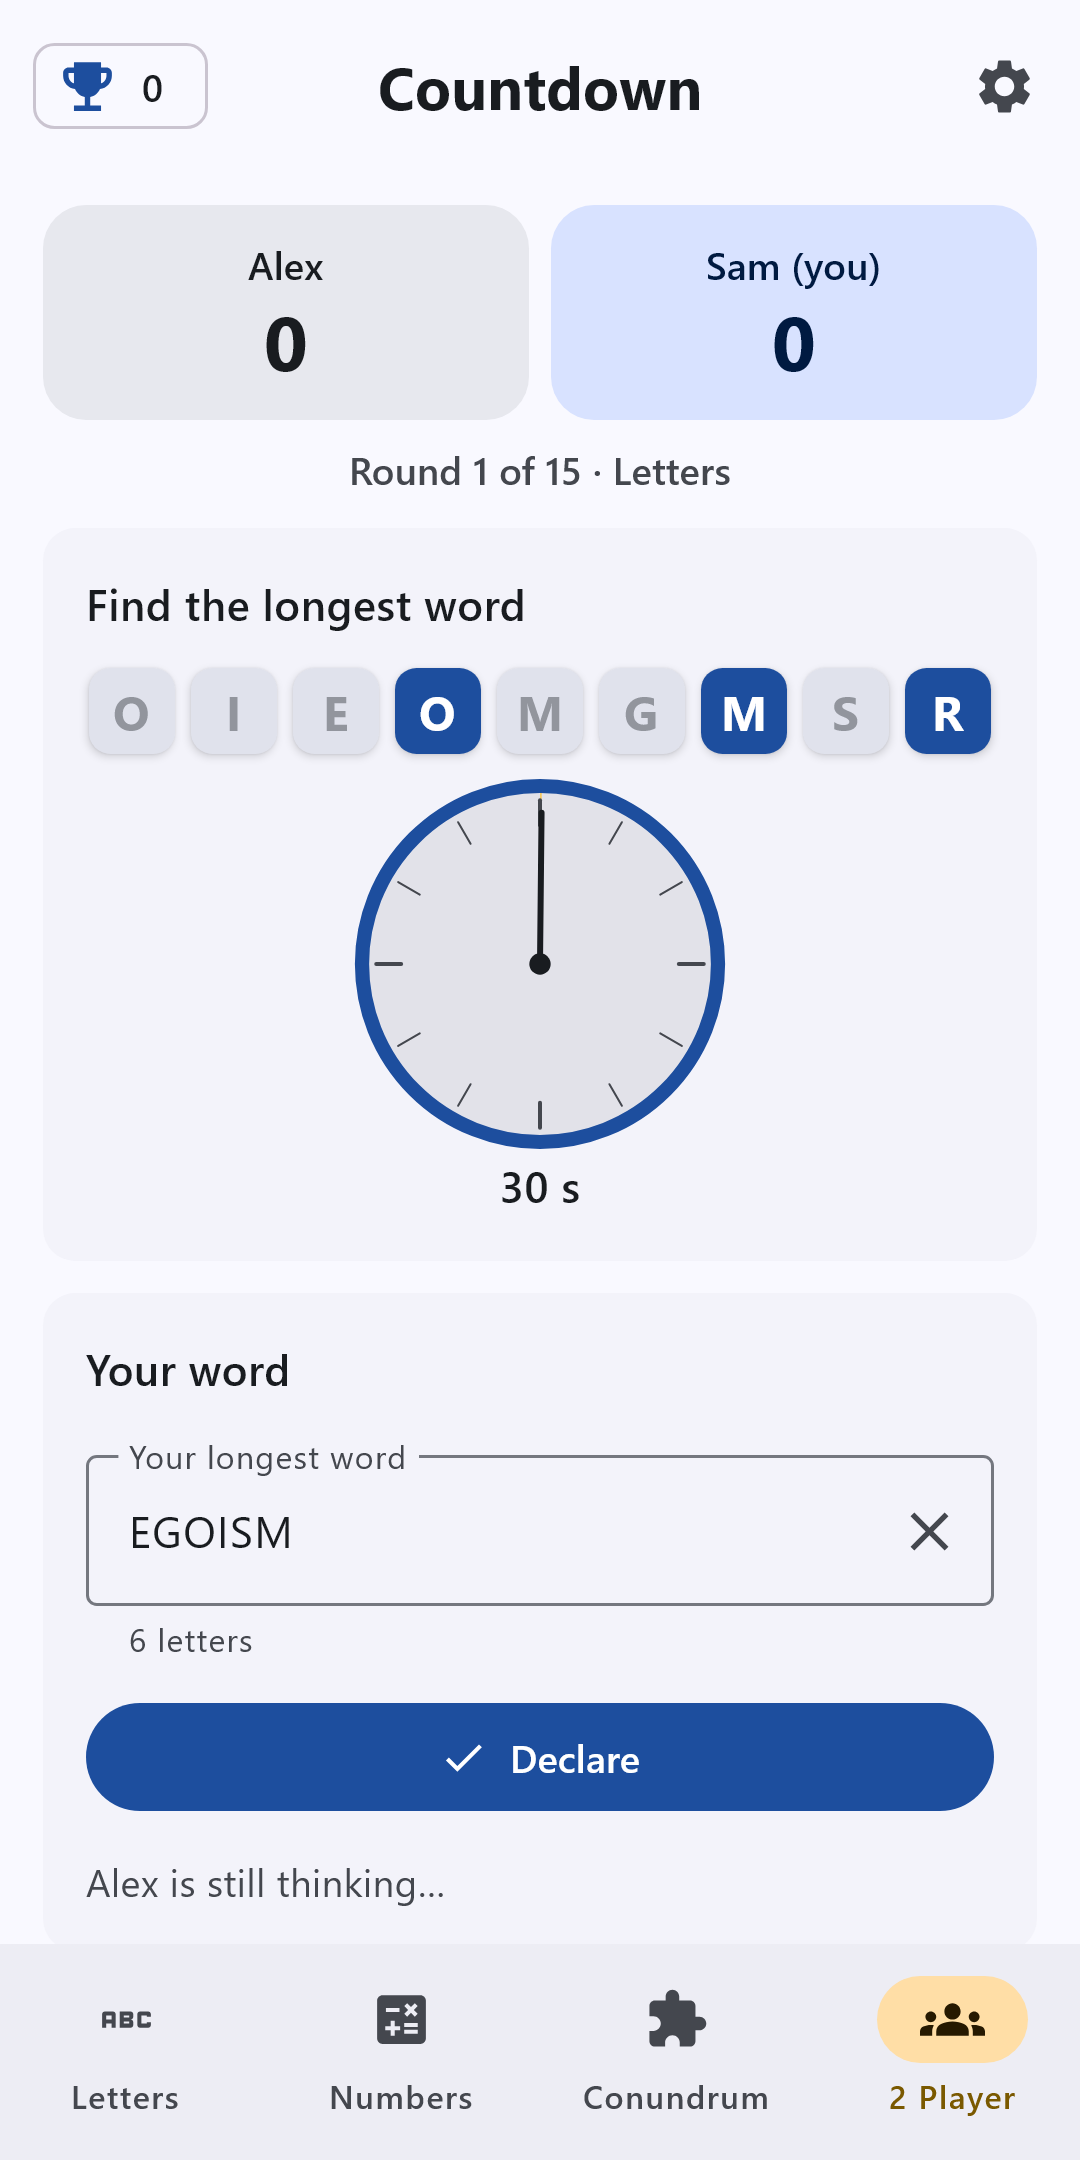 0
Countdown
Alex
0
Sam (you)
0
Round 1 of 15 · Letters
Find the longest word
O I E O M G M S R
30 s
Your word
Your longest word
EGOISM
6 letters
Declare
Alex is still thinking...
ABC
Letters
Numbers
Conundrum
2 Player